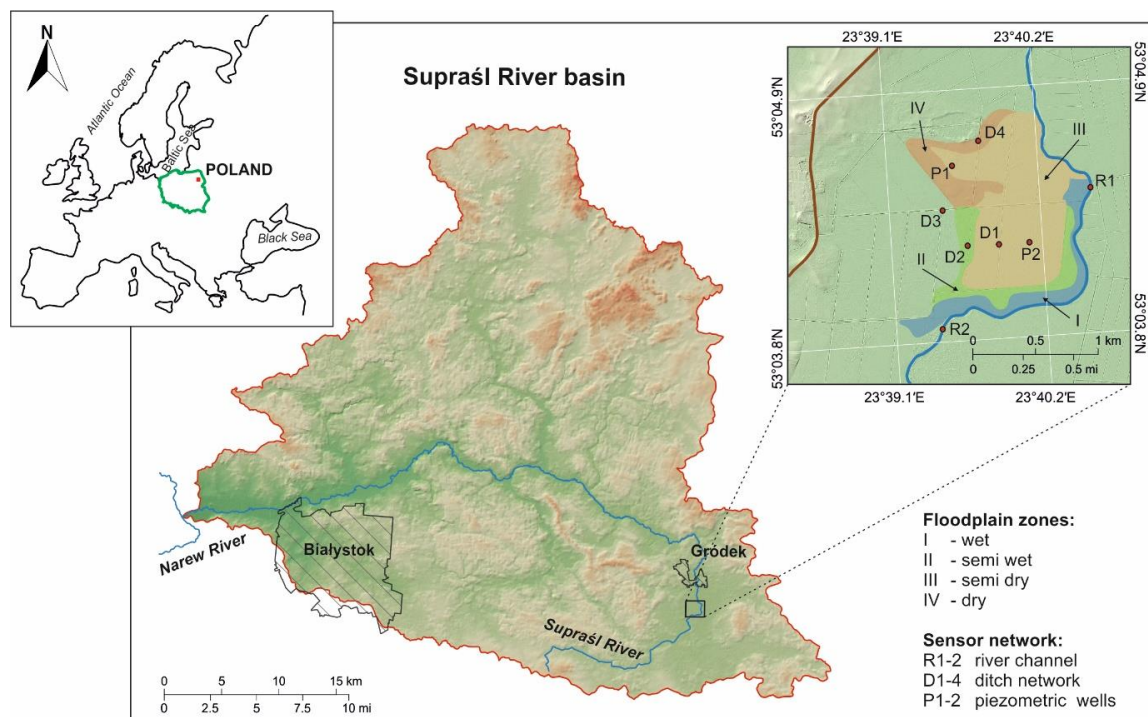 N
Atlantic Ocean
Baltic Sea
POLAND
Black Sea
Supraśl River basin
23°39.1'E
23°40.2'E
53°04.9'N
53°04.9'N
IV
D4
III
P1
R1
D3
D1
D2
P2
II
I
R2
53°03.8'N
53°03.8'N
0 0.5 1 km
0 0.25 0.5 mi
23°39.1'E
23°40.2'E
Narew River
Białystok
Gródek
Supraśl River
0 5 10 15 km
0 2.5 5 7.5 10 mi
Floodplain zones:
I - wet
II - semi wet
III - semi dry
IV - dry
Sensor network:
R1-2 river channel
D1-4 ditch network
P1-2 piezometric wells